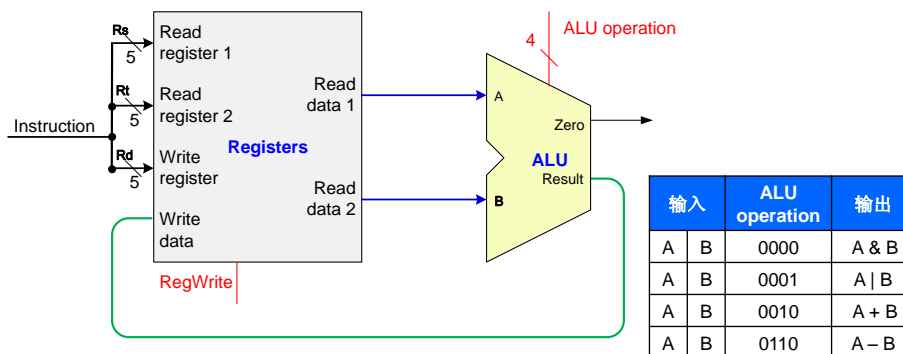 Instruction
Rs
5
Rt
5
Rd
5
Read
register 1
Read
register 2
Write
register
Write
data
Registers
Read
data 1
Read
data 2
RegWrite
4
ALU operation
A
B
Zero
ALU
Result
输入 ALU operation 输出
A B 0000 A & B
A B 0001 A | B
A B 0010 A + B
A B 0110 A – B